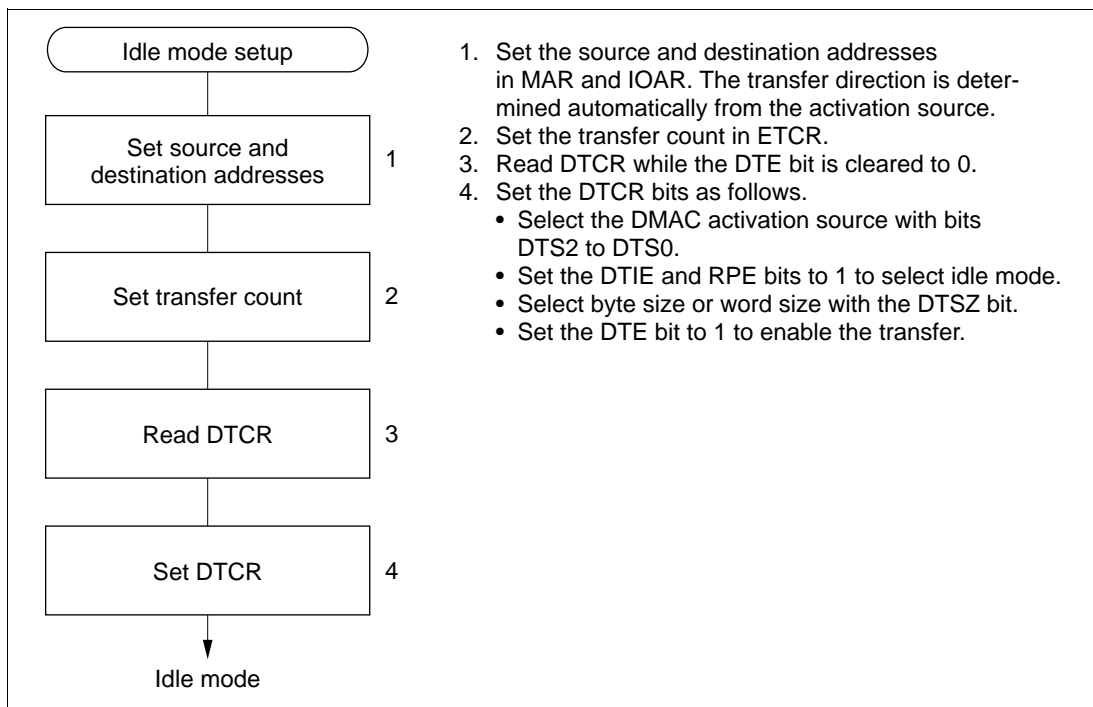 Idle mode setup
Set source and
destination addresses
1
Set transfer count
2
Read DTCR
3
Set DTCR
4
Idle mode
1. Set the source and destination addresses
in MAR and IOAR. The transfer direction is deter-
mined automatically from the activation source.
2. Set the transfer count in ETCR.
3. Read DTCR while the DTE bit is cleared to 0.
4. Set the DTCR bits as follows.
• Select the DMAC activation source with bits
DTS2 to DTS0.
• Set the DTIE and RPE bits to 1 to select idle mode.
• Select byte size or word size with the DTSZ bit.
• Set the DTE bit to 1 to enable the transfer.